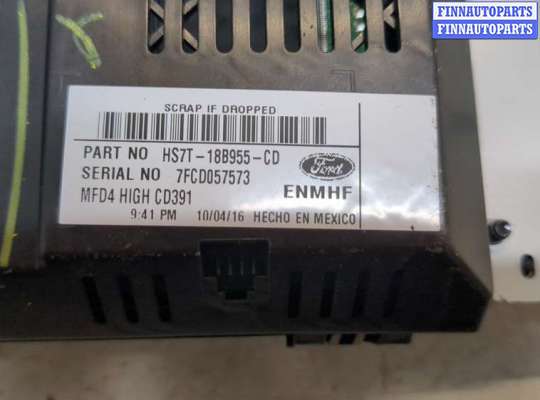 FINNAUTOPARTS
FINNAUTOPARTS
SCRAP IF DROPPED
PART NO HS7T-18B955-CD
SERIAL NO 7FCD057573
Ford
ENMHF
MFD4 HIGH CD391
9:41 PM 10/04/16 HECHO EN MEXICO